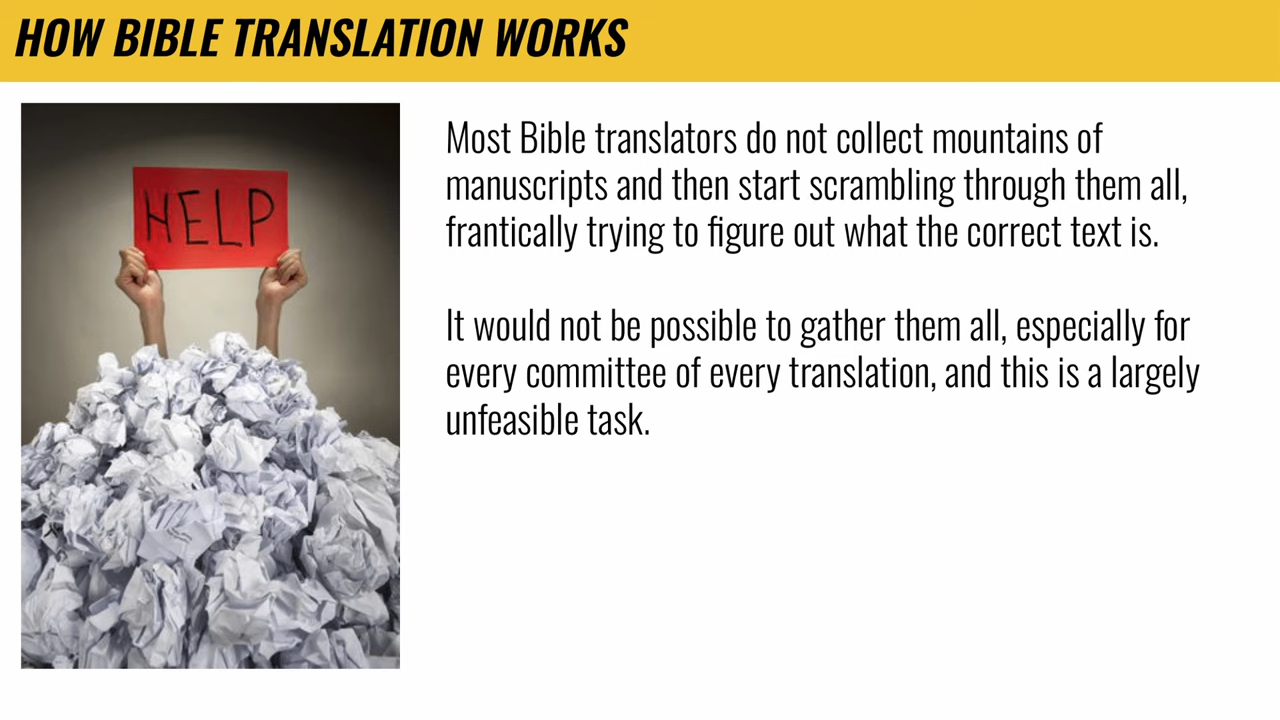 HOW BIBLE TRANSLATION WORKS
HELP
Most Bible translators do not collect mountains of
manuscripts and then start scrambling through them all,
frantically trying to figure out what the correct text is.
It would not be possible to gather them all, especially for
every committee of every translation, and this is a largely
unfeasible task.